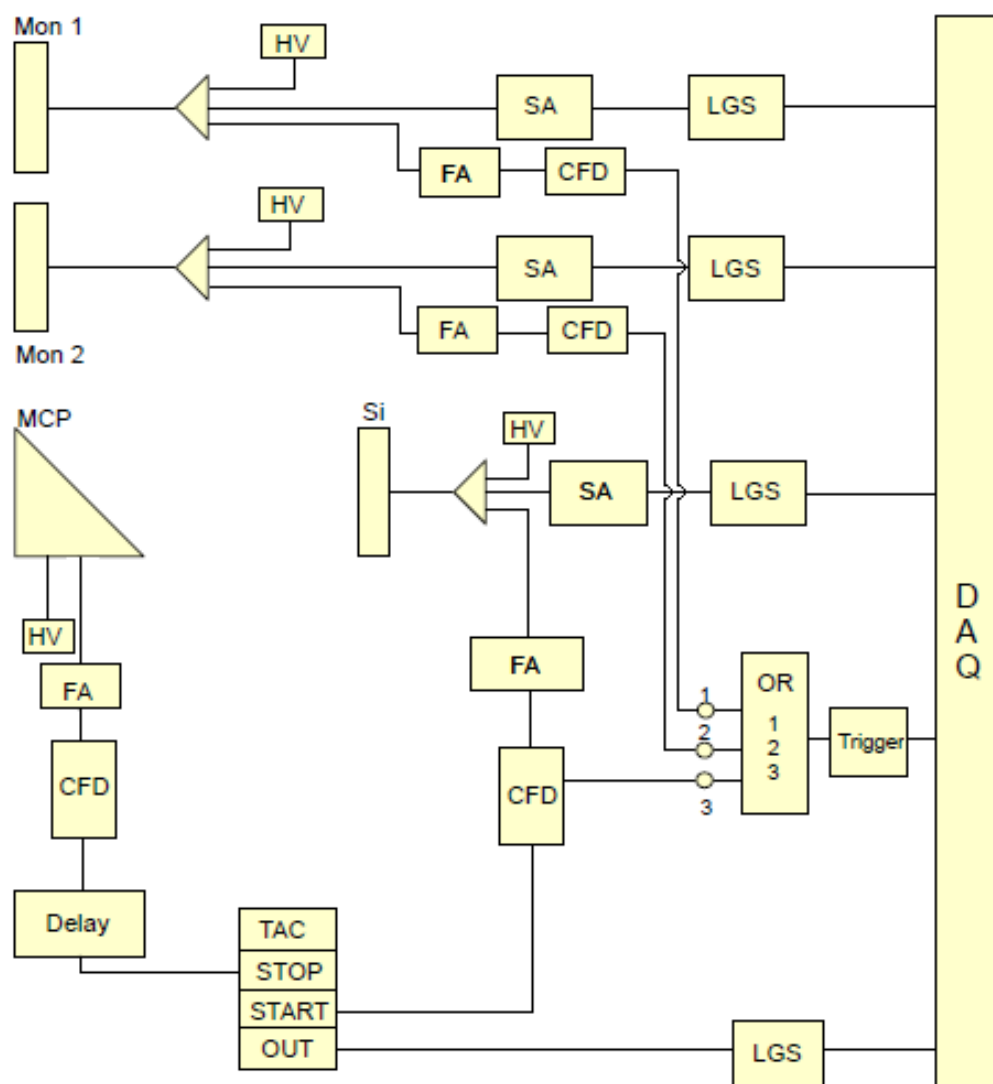 Mon 1
HV
SA
LGS
FA
CFD
HV
SA
LGS
FA
CFD
Mon 2
MCP
Si
HV
SA
LGS
HV
FA
FA
CFD
CFD
1
2
3
OR
1
2
3
Trigger
D
A
Q
Delay
TAC
STOP
START
OUT
LGS